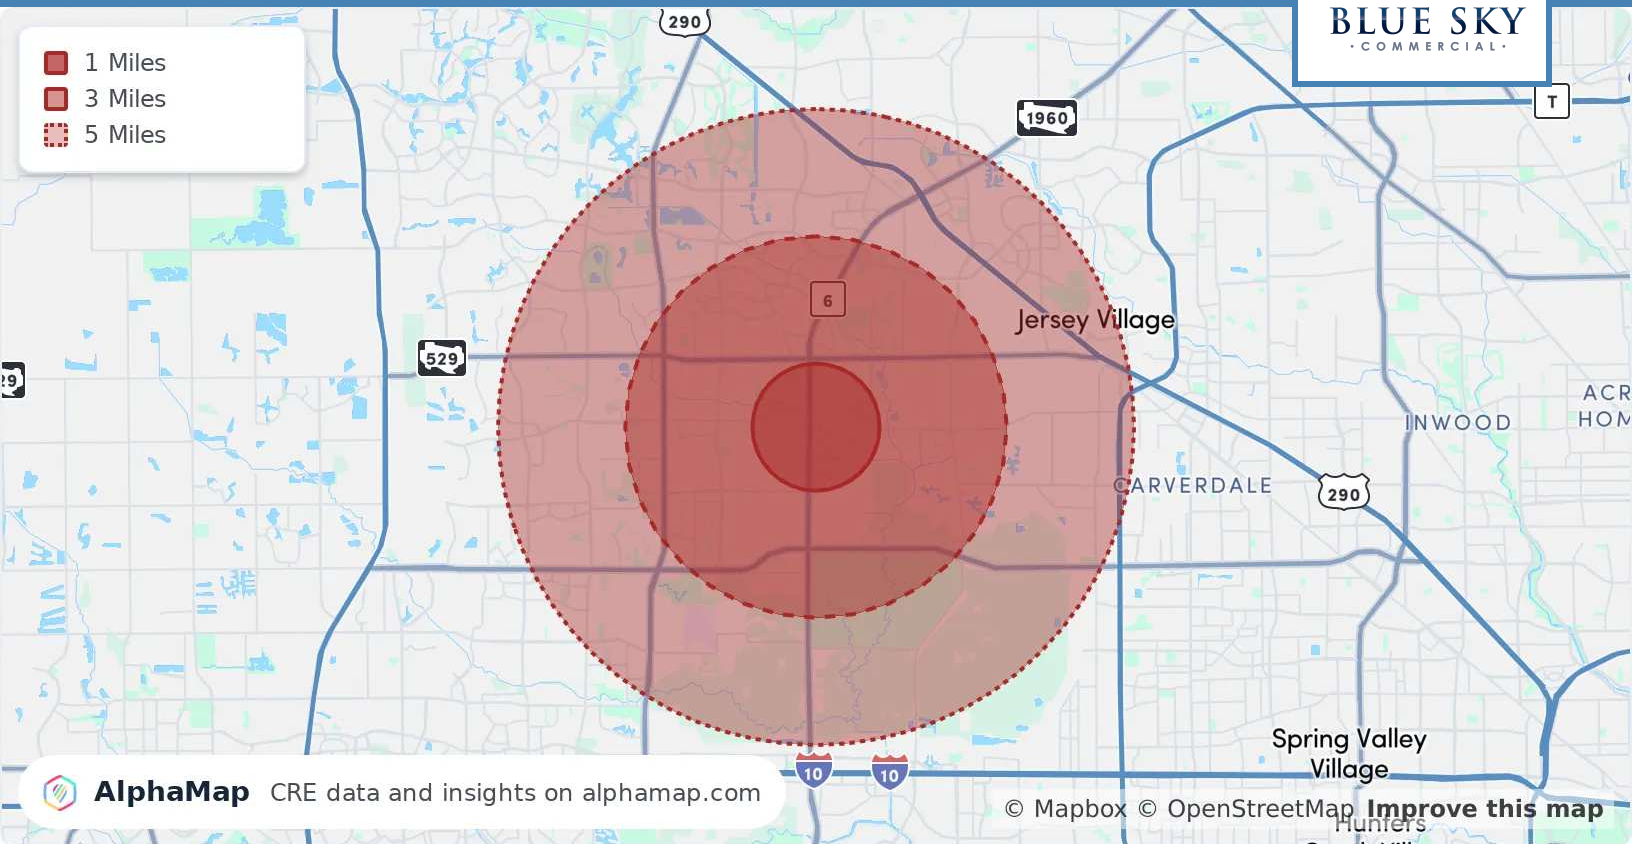 290
BLUE SKY
·COMMERCIAL·
1 Miles
3 Miles
5 Miles
1960
T
6
Jersey Village
529
29
ACR
HOM
INWOOD
CARVERDALE
290
Spring Valley
Village
10
10
AlphaMap CRE data and insights on alphamap.com
© Mapbox © OpenStreetMap Improve this map
Hunters